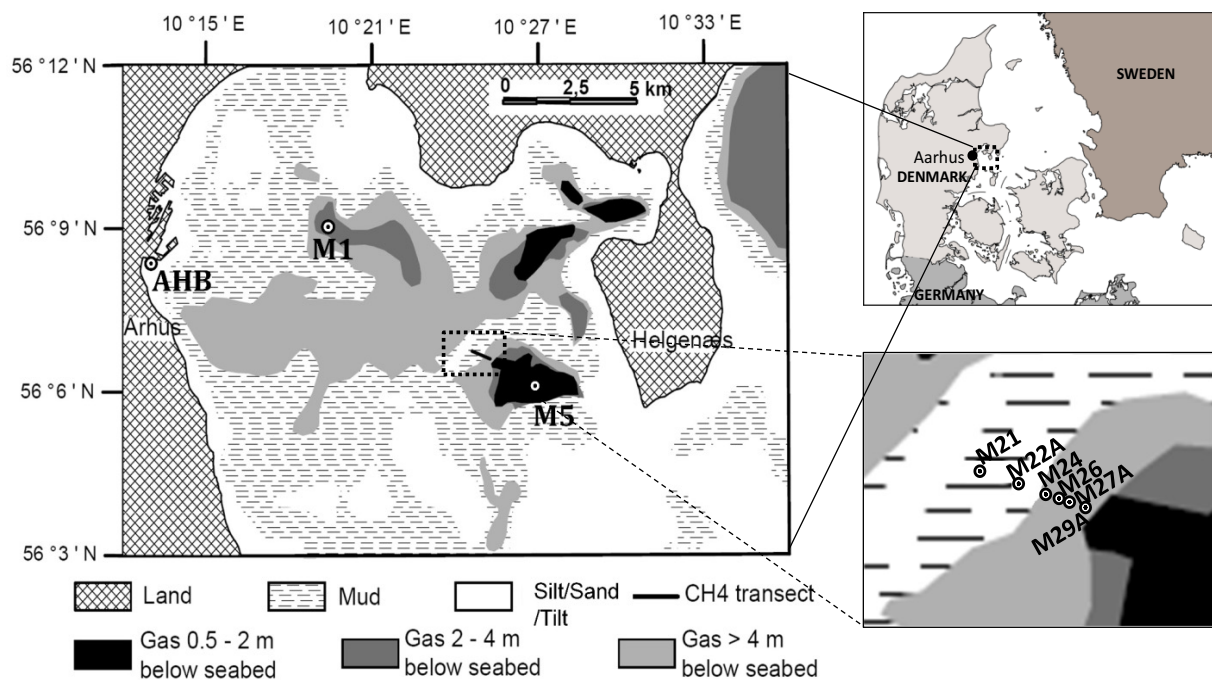 10 °15 ' E
10 °21 ' E
10 °27 ' E
10 °33 ' E
56 °12 ' N
56 °9 ' N
56 °6 ' N
56 °3 ' N
0 2,5 5 km
M1
AHB
Århus
Helgenæs
M5
SWEDEN
Aarhus
DENMARK
GERMANY
M21
M22A
M24
M26
M27A
M29A
Land
Mud
Silt/Sand
/Tilt
CH4 transect
Gas 0.5 - 2 m
below seabed
Gas 2 - 4 m
below seabed
Gas > 4 m
below seabed